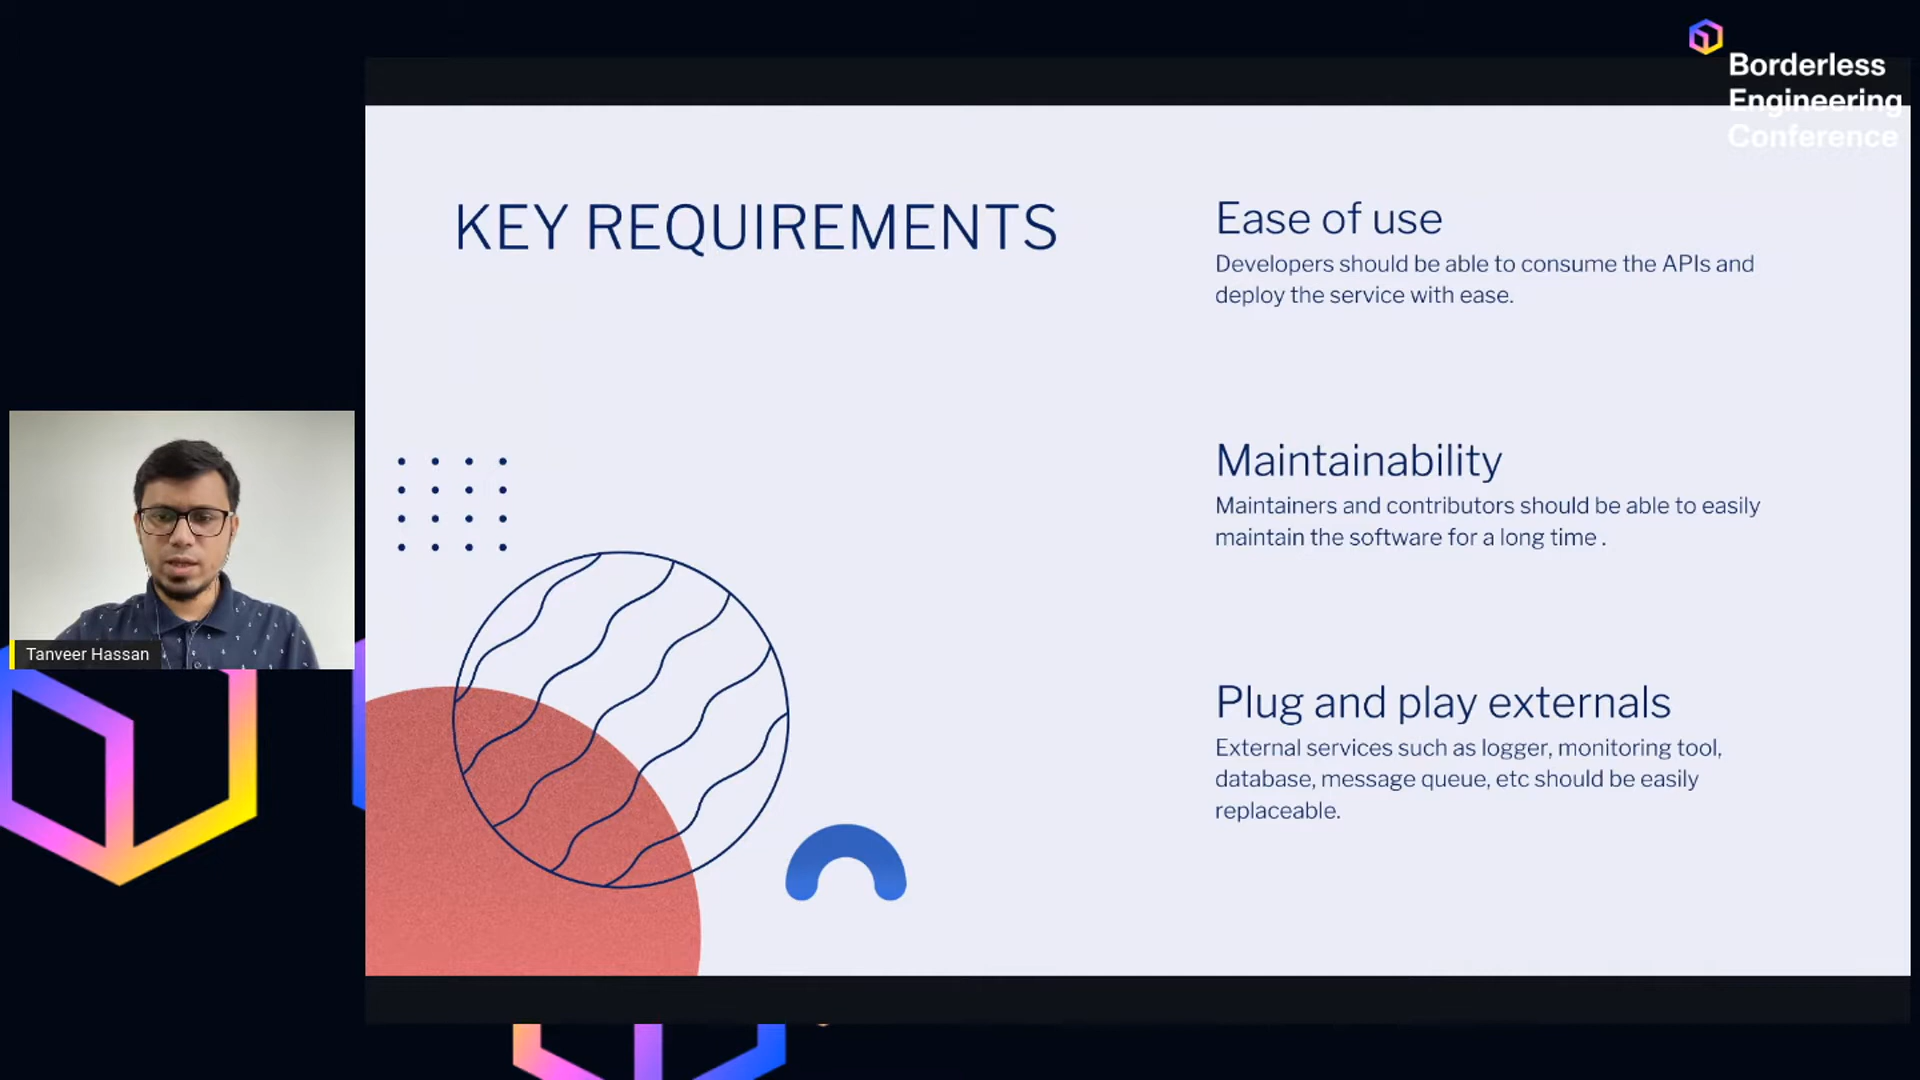 Borderless
Engineering
Conference
KEY REQUIREMENTS
Ease of use
Developers should be able to consume the APIs and
deploy the service with ease.
Maintainability
Maintainers and contributors should be able to easily
maintain the software for a long time .
Plug and play externals
External services such as logger, monitoring tool,
database, message queue, etc should be easily
replaceable.
Tanveer Hassan